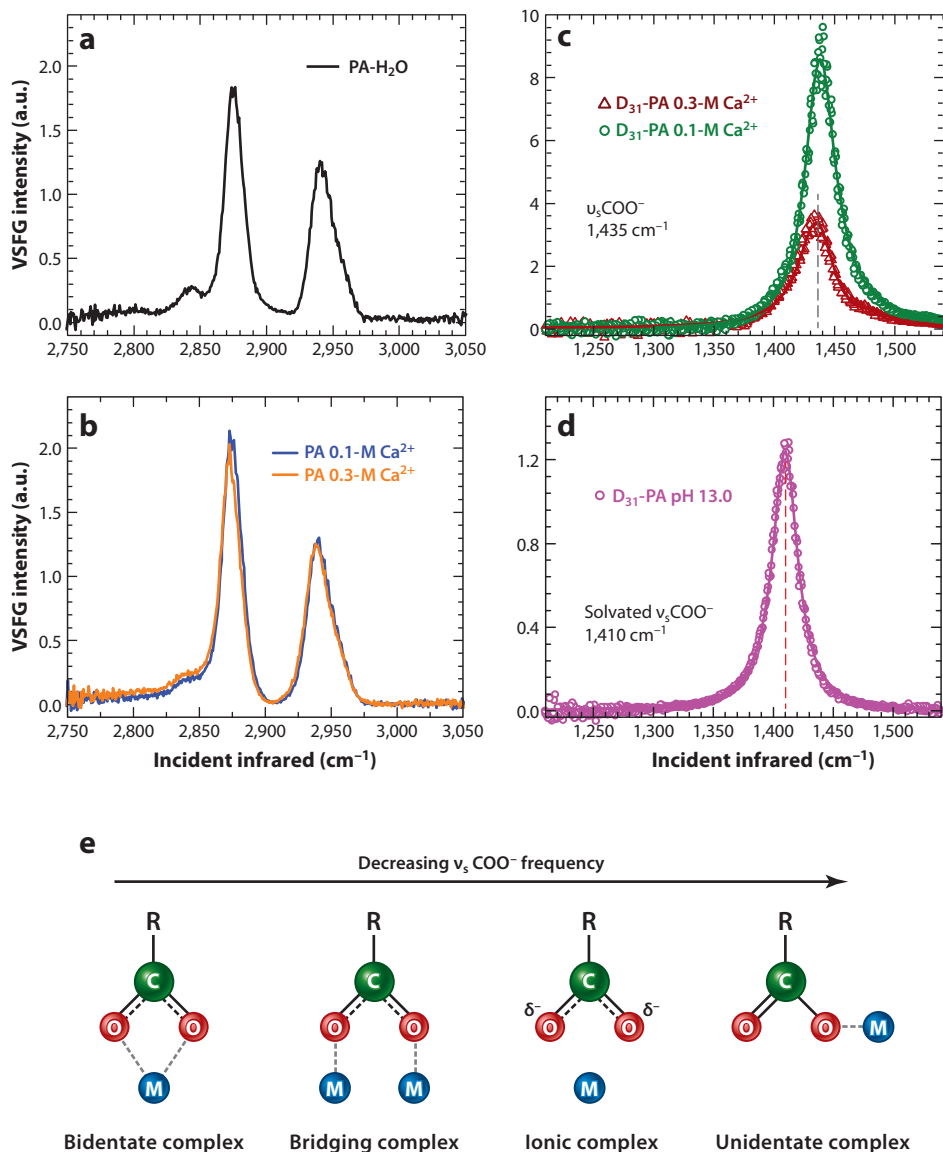 a
PA-H₂O
VSFG intensity (a.u.)
2.0
1.5
1.0
0.5
0.0
2,750
2,800
2,850
2,900
2,950
3,000
3,050
c
D₃₁-PA 0.3-M Ca²⁺
D₃₁-PA 0.1-M Ca²⁺
υₛCOO⁻
1,435 cm⁻¹
10
8
6
4
2
0
1,250
1,300
1,350
1,400
1,450
1,500
b
PA 0.1-M Ca²⁺
PA 0.3-M Ca²⁺
VSFG intensity (a.u.)
2.0
1.5
1.0
0.5
0.0
2,750
2,800
2,850
2,900
2,950
3,000
3,050
Incident infrared (cm⁻¹)
d
D₃₁-PA pH 13.0
Solvated νₛCOO⁻
1,410 cm⁻¹
1.2
0.8
0.4
0.0
1,250
1,300
1,350
1,400
1,450
1,500
Incident infrared (cm⁻¹)
e
Decreasing νₛ COO⁻ frequency
R R R R
C C C C
δ⁻ δ⁻
O O O O O O O O M
M M M M
Bidentate complex
Bridging complex
Ionic complex
Unidentate complex